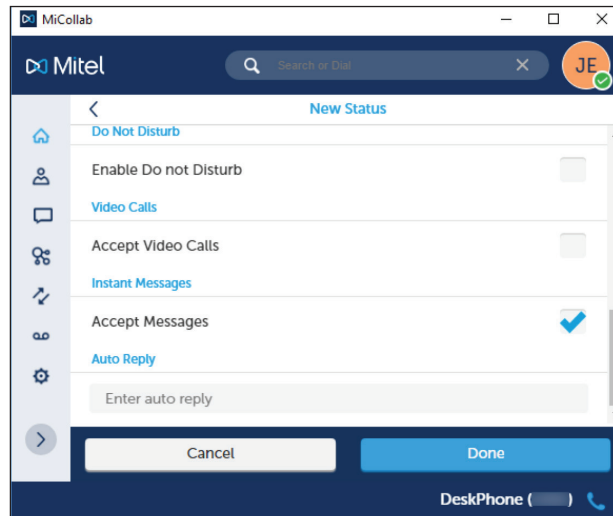 MiCollab
Mitel
Search or Dial
JE
New Status
Do Not Disturb
Enable Do not Disturb
Video Calls
Accept Video Calls
Instant Messages
Accept Messages
Auto Reply
Enter auto reply
Cancel
Done
DeskPhone ( )